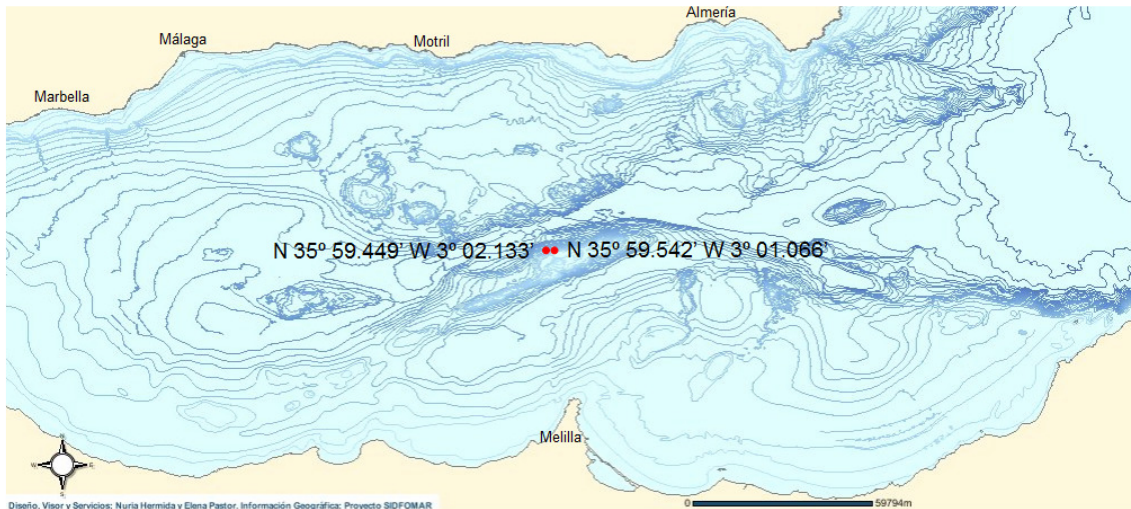 Almería
Málaga
Motril
Marbella
N 35º 59.449’ W 3º 02.133’
N 35º 59.542’ W 3º 01.066’
Melilla
N
W
E
S
0
59794m
Diseño, Visor y Servicios: Nuria Hermida y Elena Pastor. Información Geográfica: Proyecto SIDFOMAR